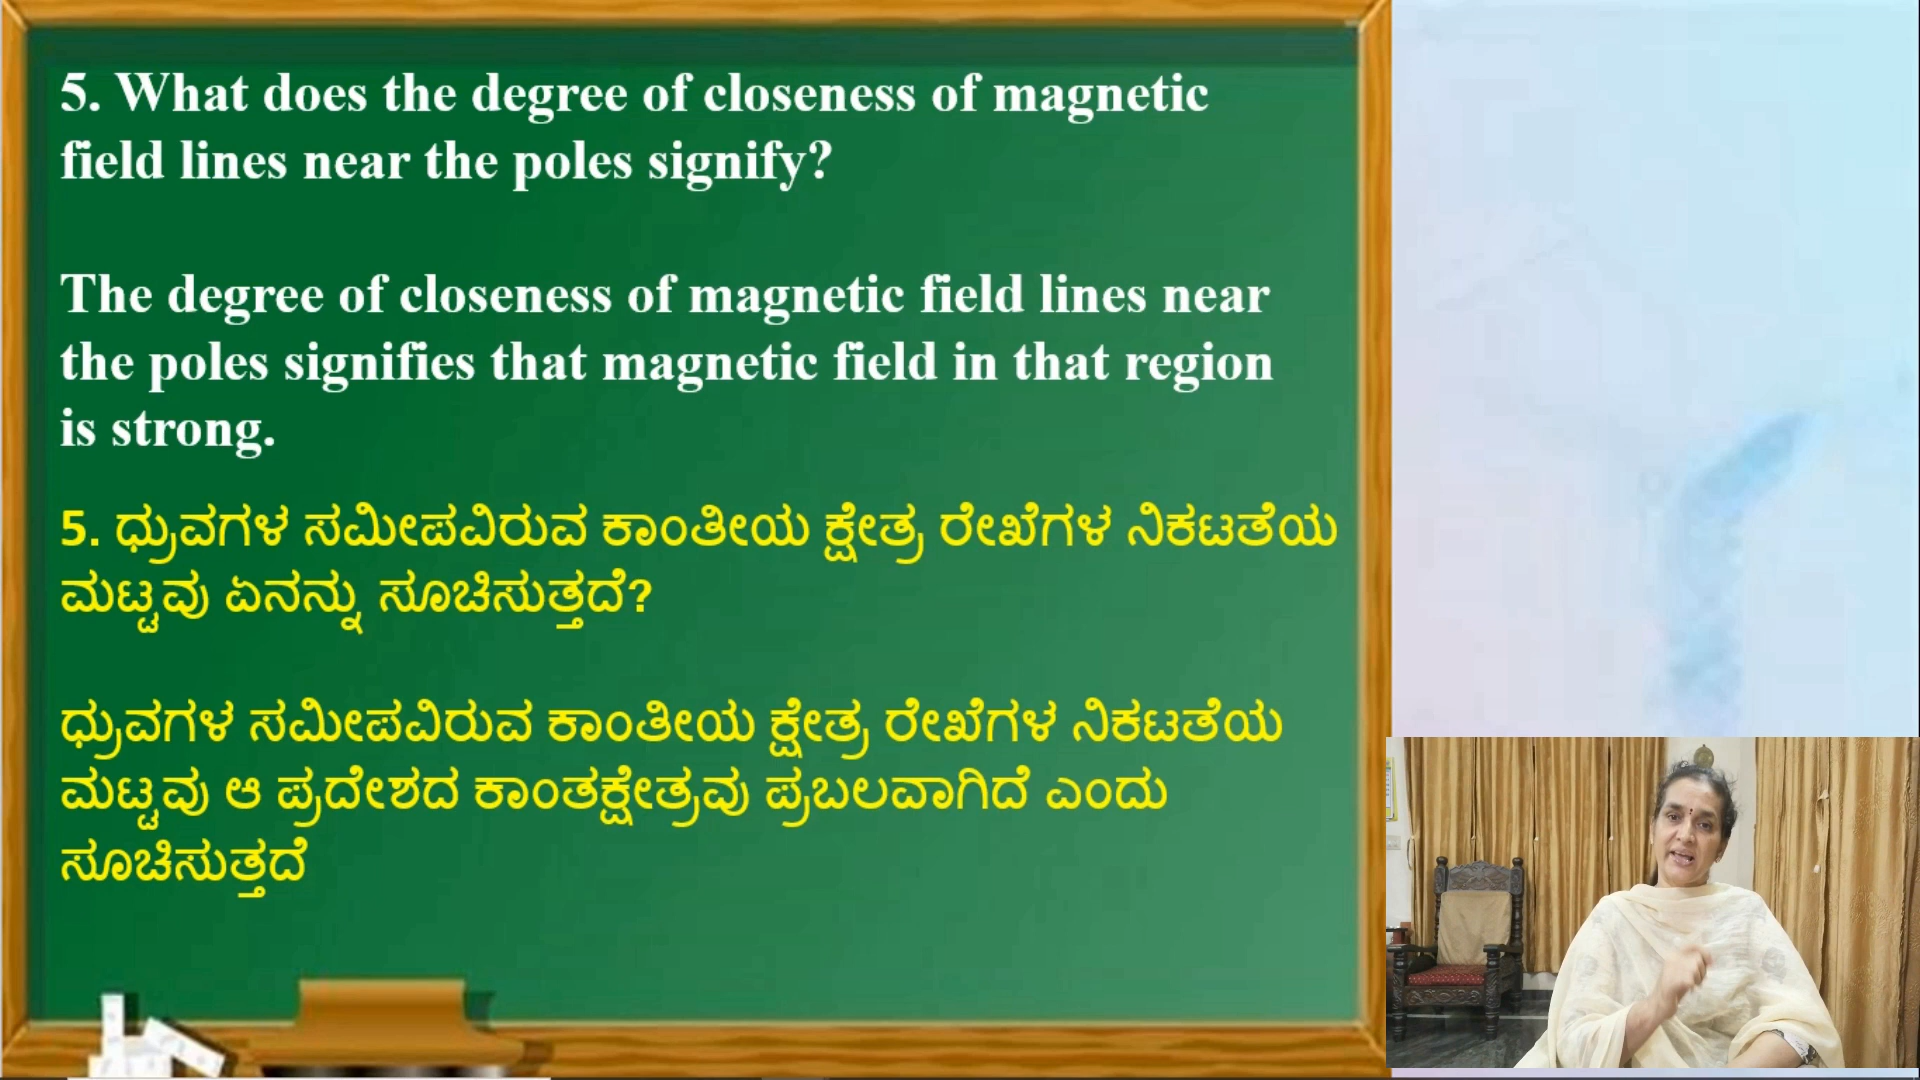 5. What does the degree of closeness of magnetic
field lines near the poles signify?
The degree of closeness of magnetic field lines near
the poles signifies that magnetic field in that region
is strong.
5. ಧ್ರುವಗಳ ಸಮೀಪವಿರುವ ಕಾಂತೀಯ ಕ್ಷೇತ್ರ ರೇಖೆಗಳ ನಿಕಟತೆಯ
ಮಟ್ಟವು ಏನನ್ನು ಸೂಚಿಸುತ್ತದೆ?
ಧ್ರುವಗಳ ಸಮೀಪವಿರುವ ಕಾಂತೀಯ ಕ್ಷೇತ್ರ ರೇಖೆಗಳ ನಿಕಟತೆಯ
ಮಟ್ಟವು ಆ ಪ್ರದೇಶದ ಕಾಂತಕ್ಷೇತ್ರವು ಪ್ರಬಲವಾಗಿದೆ ಎಂದು
ಸೂಚಿಸುತ್ತದೆ